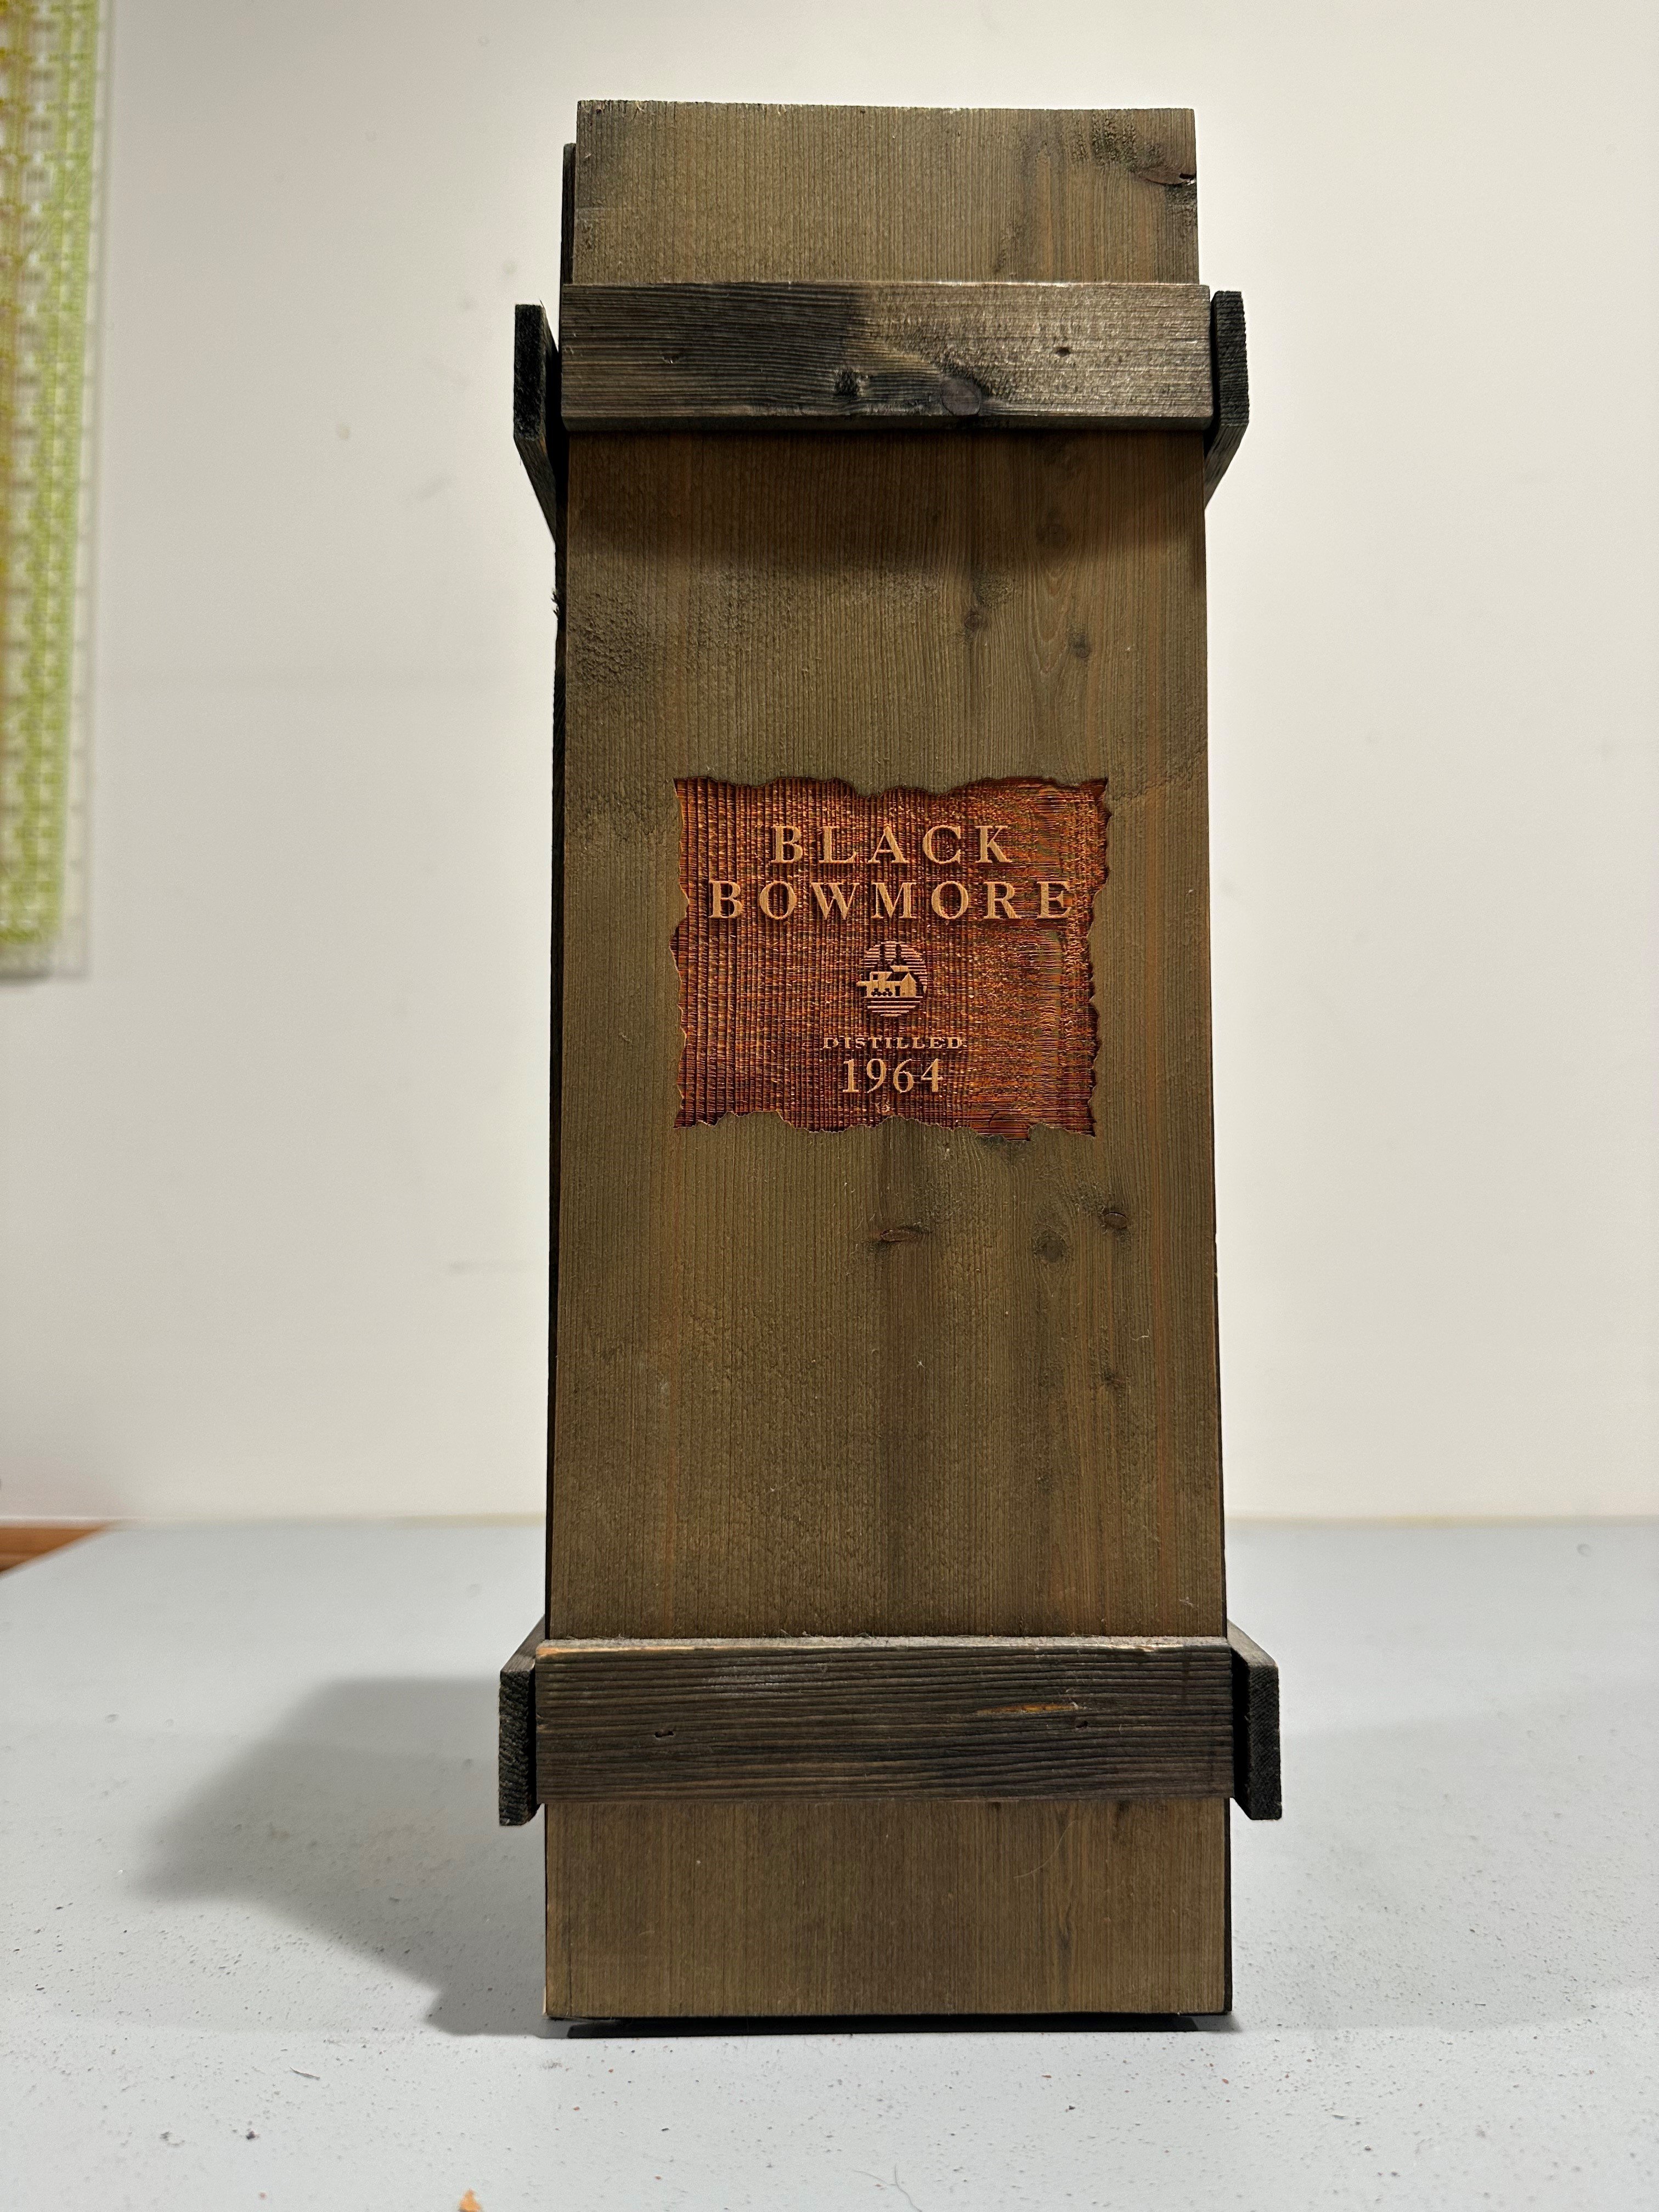 BLACK
BOWMORE
DISTILLED
1964